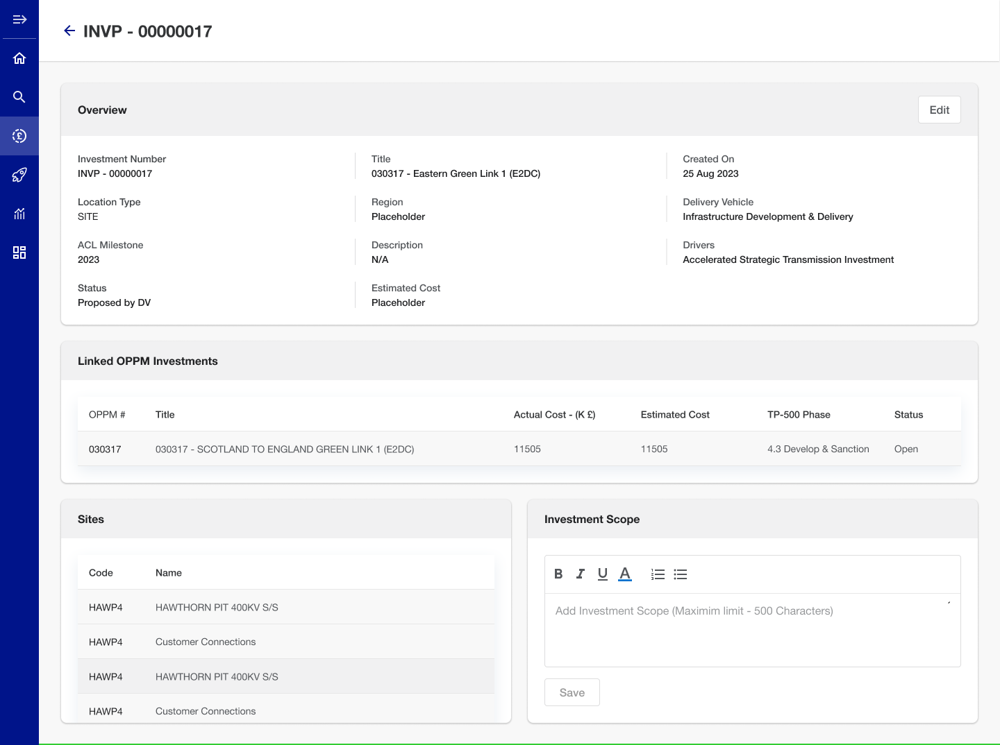 INVP - 00000017
Overview
Edit
Investment Number
INVP - 00000017
Title
030317 - Eastern Green Link 1 (E2DC)
Created On
25 Aug 2023
Location Type
SITE
Region
Placeholder
Delivery Vehicle
Infrastructure Development & Delivery
ACL Milestone
2023
Description
N/A
Drivers
Accelerated Strategic Transmission Investment
Status
Proposed by DV
Estimated Cost
Placeholder
Linked OPPM Investments
OPPM # Title Actual Cost - (K £) Estimated Cost TP-500 Phase Status
030317 030317 - SCOTLAND TO ENGLAND GREEN LINK 1 (E2DC) 11505 11505 4.3 Develop & Sanction Open
Sites
Code Name
HAWP4 HAWTHORN PIT 400KV S/S
HAWP4 Customer Connections
HAWP4 HAWTHORN PIT 400KV S/S
HAWP4 Customer Connections
Investment Scope
B I U A
Add Investment Scope (Maximim limit - 500 Characters)
Save